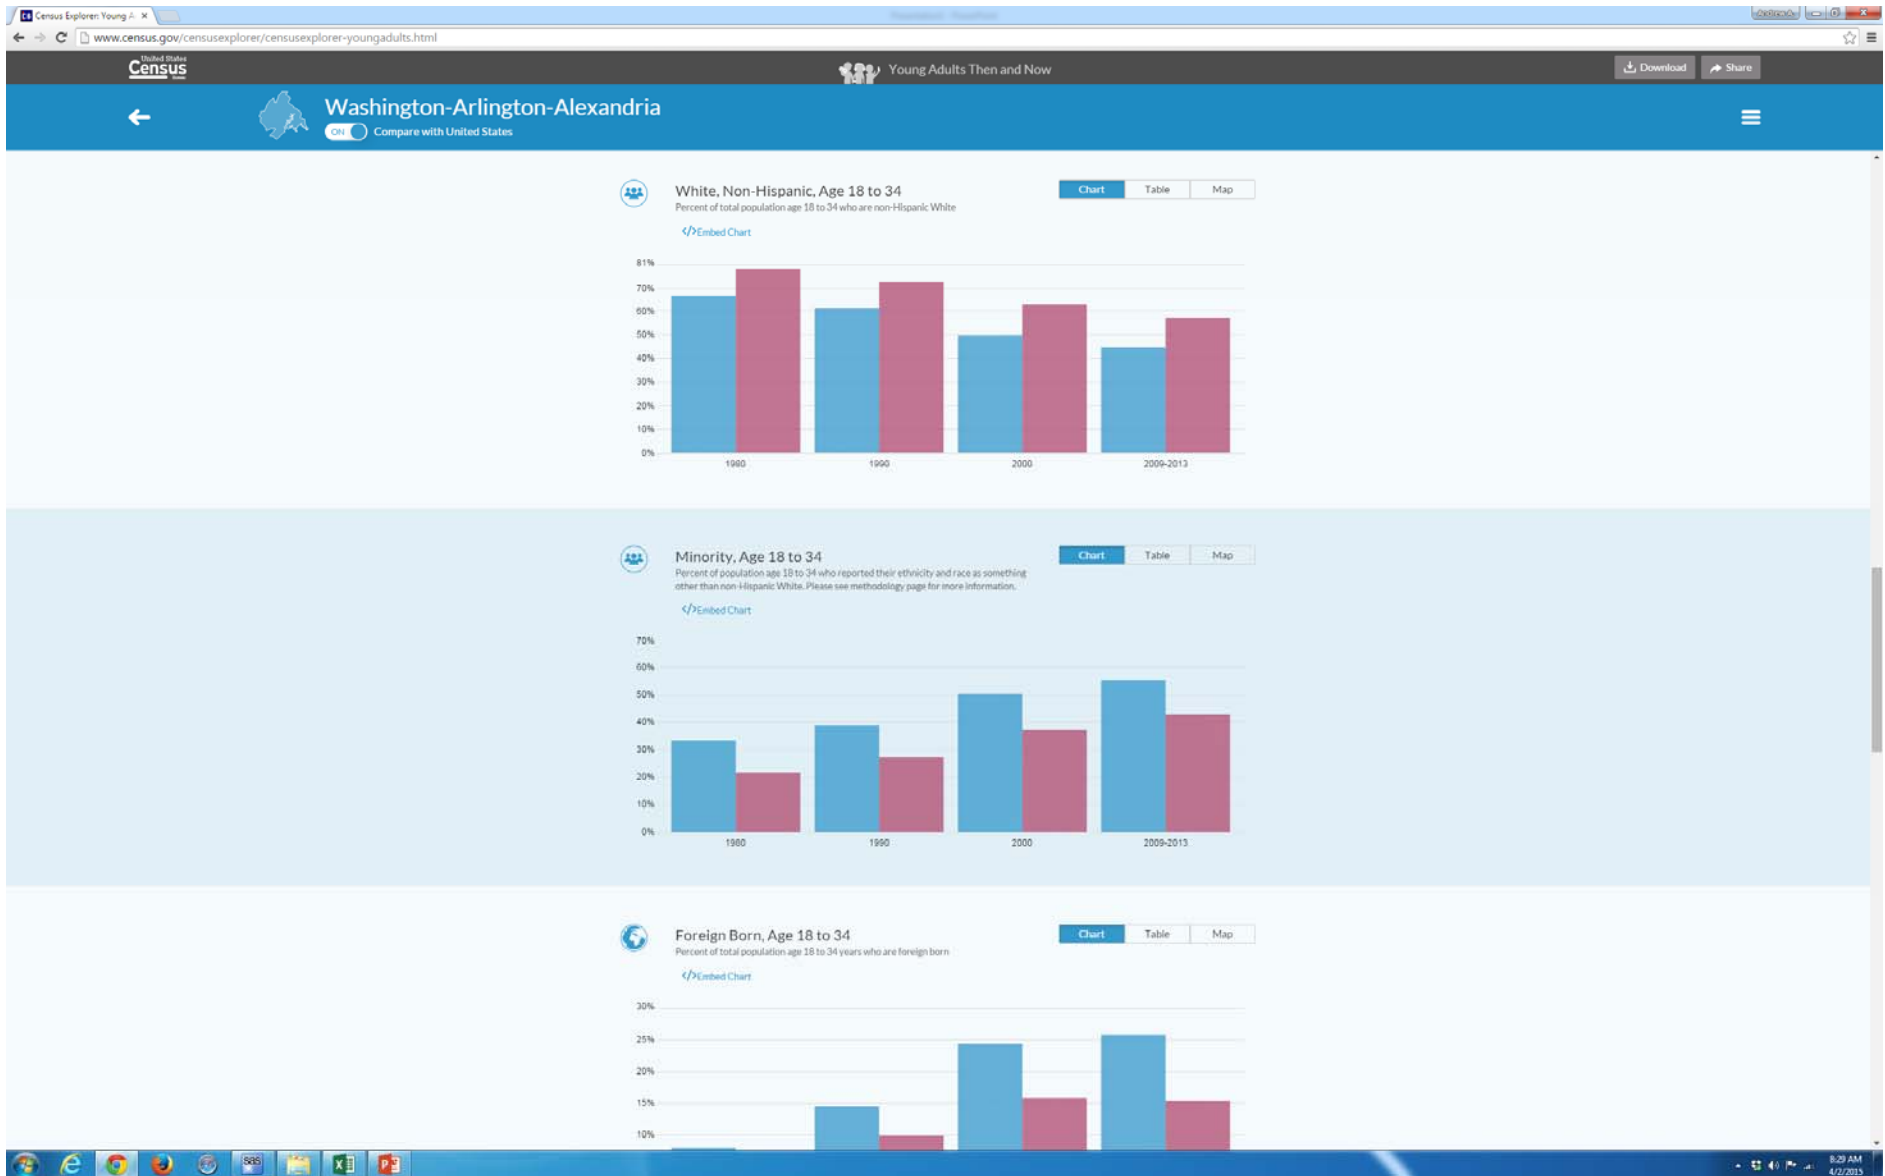 Census Explorer: Young A
www.census.gov/censusexplorer/censusexplorer-youngadults.html
United States
Census
Young Adults Then and Now
Download
Share
Washington-Arlington-Alexandria
ON Compare with United States
White, Non-Hispanic, Age 18 to 34
Chart Table Map
Percent of total population age 18 to 34 who are non-Hispanic White
</>Embed Chart
81%
70%
60%
50%
40%
30%
20%
10%
0%
1980 1990 2000 2009-2013
Minority, Age 18 to 34
Chart Table Map
Percent of population age 18 to 34 who reported their ethnicity and race as something
other than non-Hispanic White. Please see methodology page for more information.
</>Embed Chart
70%
60%
50%
40%
30%
20%
10%
0%
1980 1990 2000 2009-2013
Foreign Born, Age 18 to 34
Chart Table Map
Percent of total population age 18 to 34 years who are foreign born
</>Embed Chart
30%
25%
20%
15%
10%
sas
8:29 AM
4/2/2015